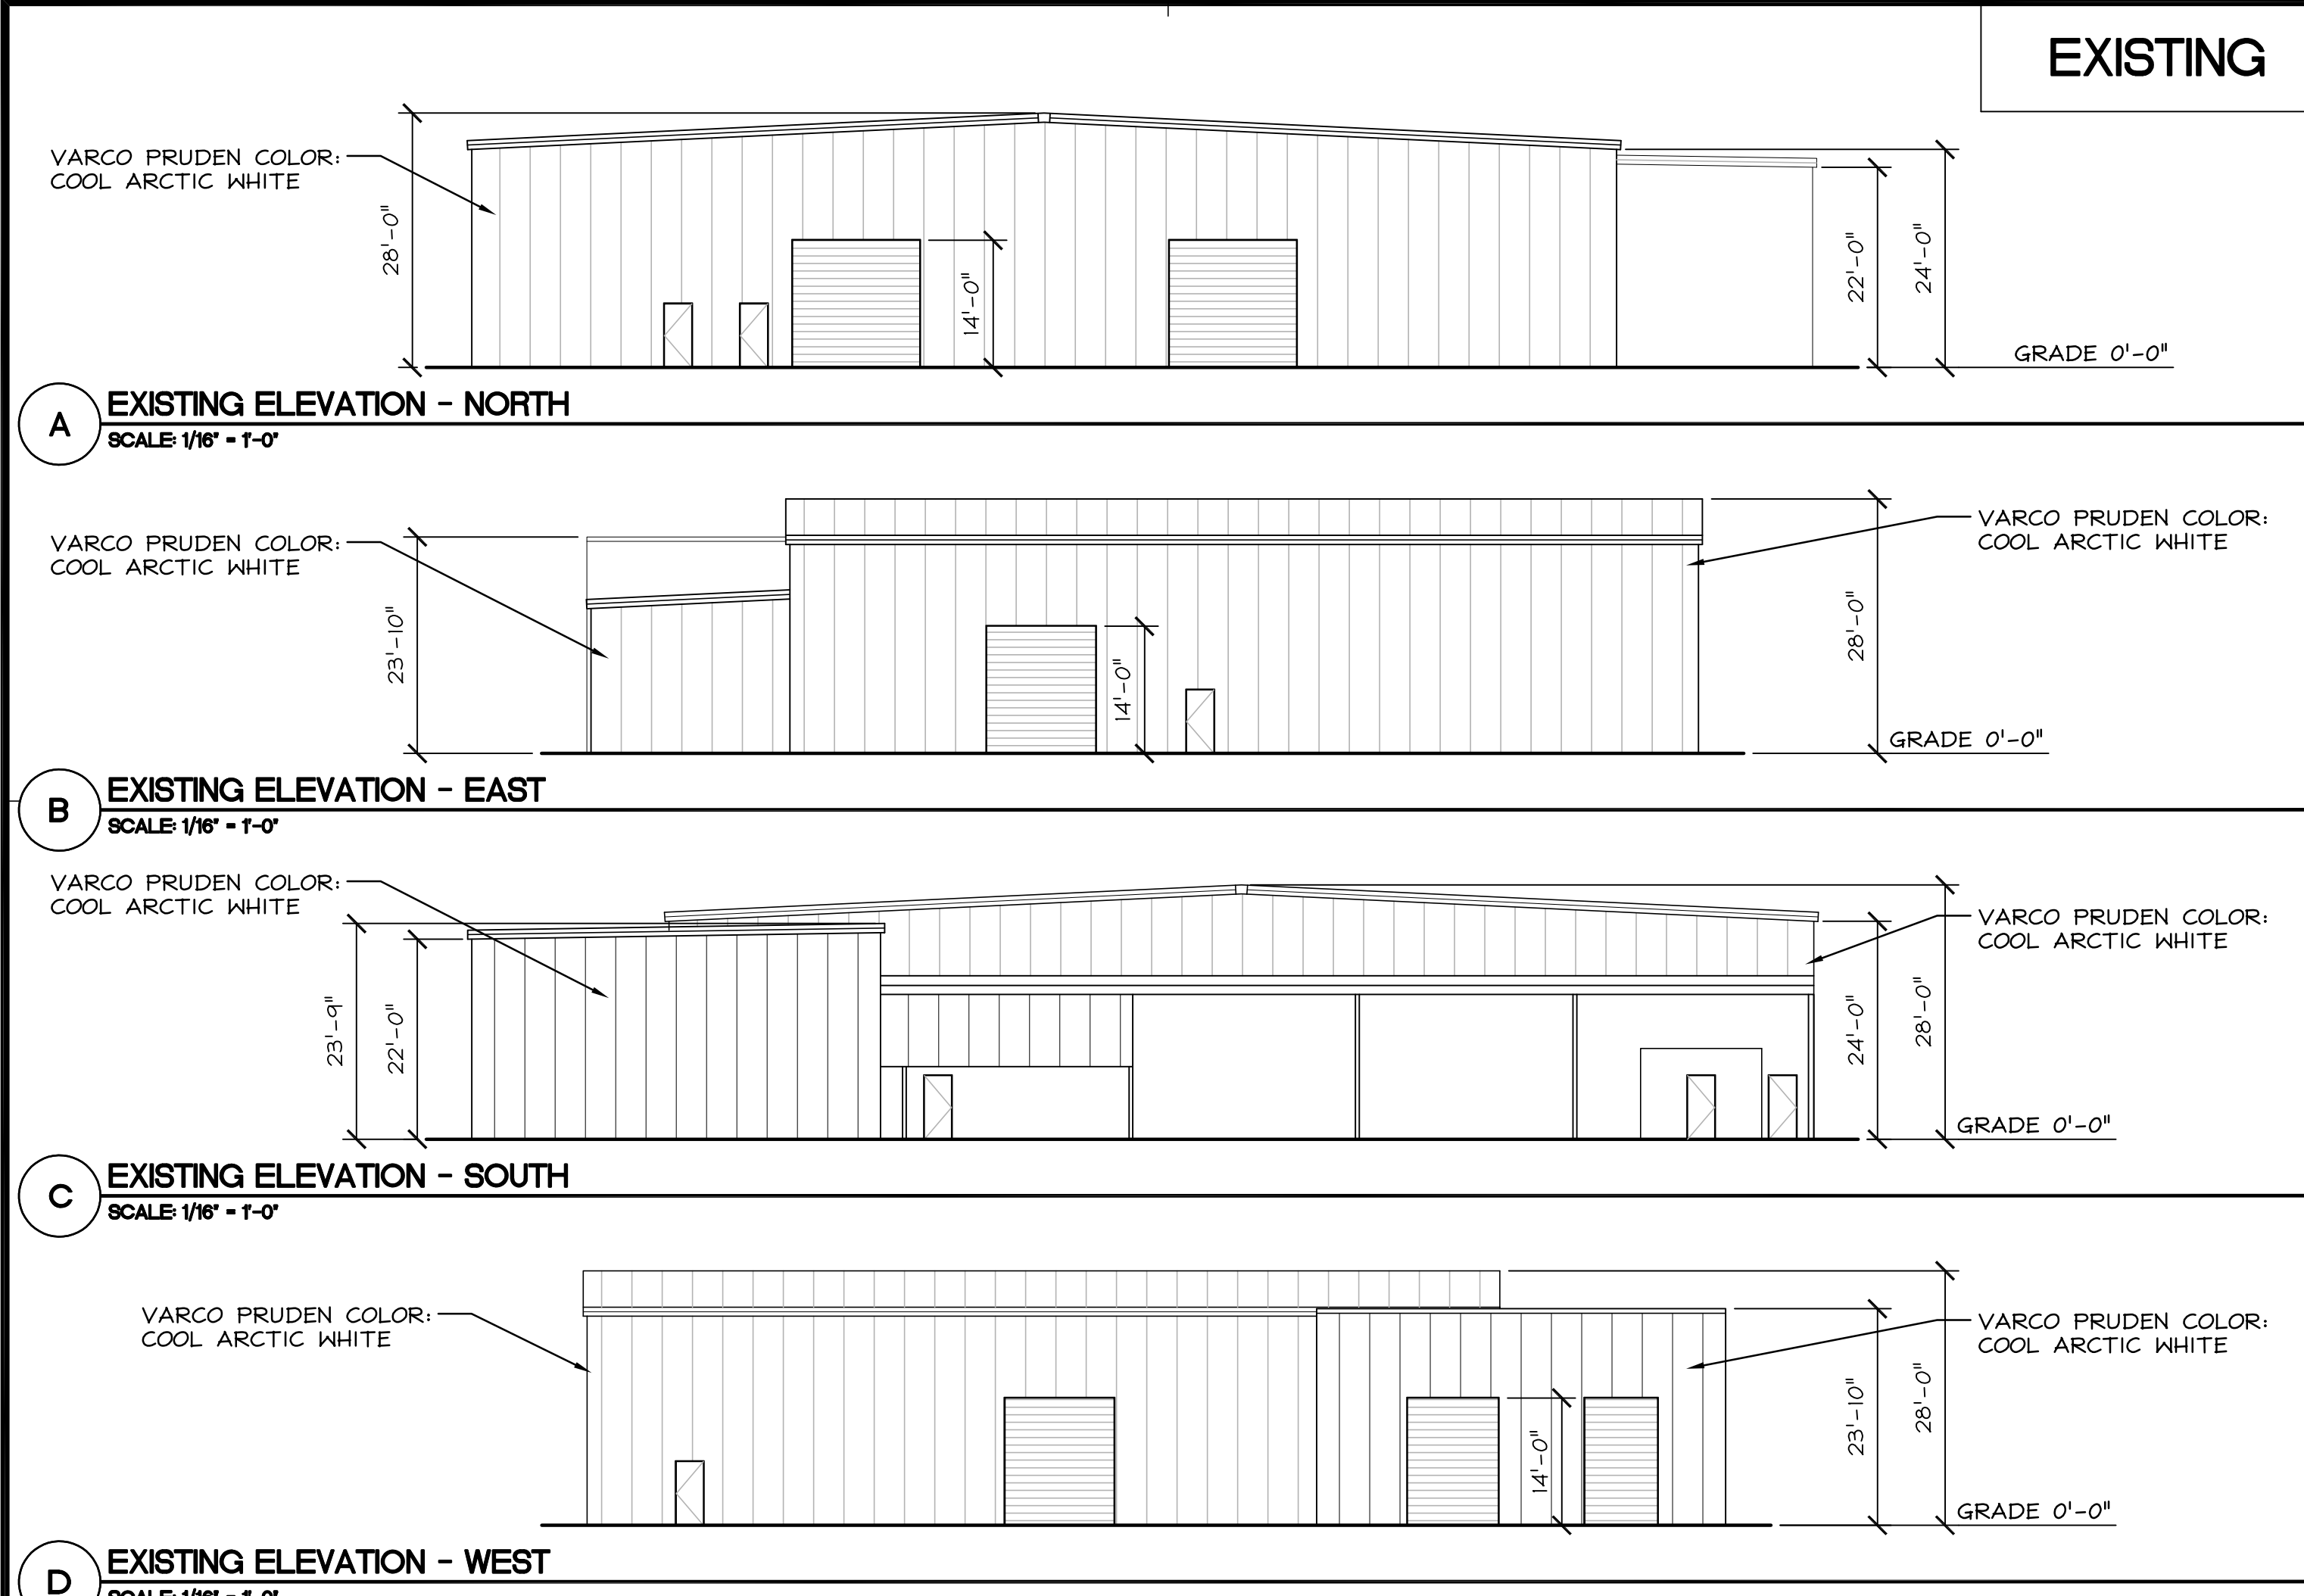 EXISTING
VARCO PRUDEN COLOR:
COOL ARCTIC WHITE
28'-0"
14'-0"
22'-0"
24'-0"
GRADE 0'-0"
A
EXISTING ELEVATION - NORTH
SCALE: 1/16" = 1'-0"
VARCO PRUDEN COLOR:
COOL ARCTIC WHITE
23'-10"
14'-0"
28'-0"
VARCO PRUDEN COLOR:
COOL ARCTIC WHITE
GRADE 0'-0"
B
EXISTING ELEVATION - EAST
SCALE: 1/16" = 1'-0"
VARCO PRUDEN COLOR:
COOL ARCTIC WHITE
23'-9"
22'-0"
24'-0"
28'-0"
VARCO PRUDEN COLOR:
COOL ARCTIC WHITE
GRADE 0'-0"
C
EXISTING ELEVATION - SOUTH
SCALE: 1/16" = 1'-0"
VARCO PRUDEN COLOR:
COOL ARCTIC WHITE
14'-0"
23'-10"
28'-0"
VARCO PRUDEN COLOR:
COOL ARCTIC WHITE
GRADE 0'-0"
D
EXISTING ELEVATION - WEST